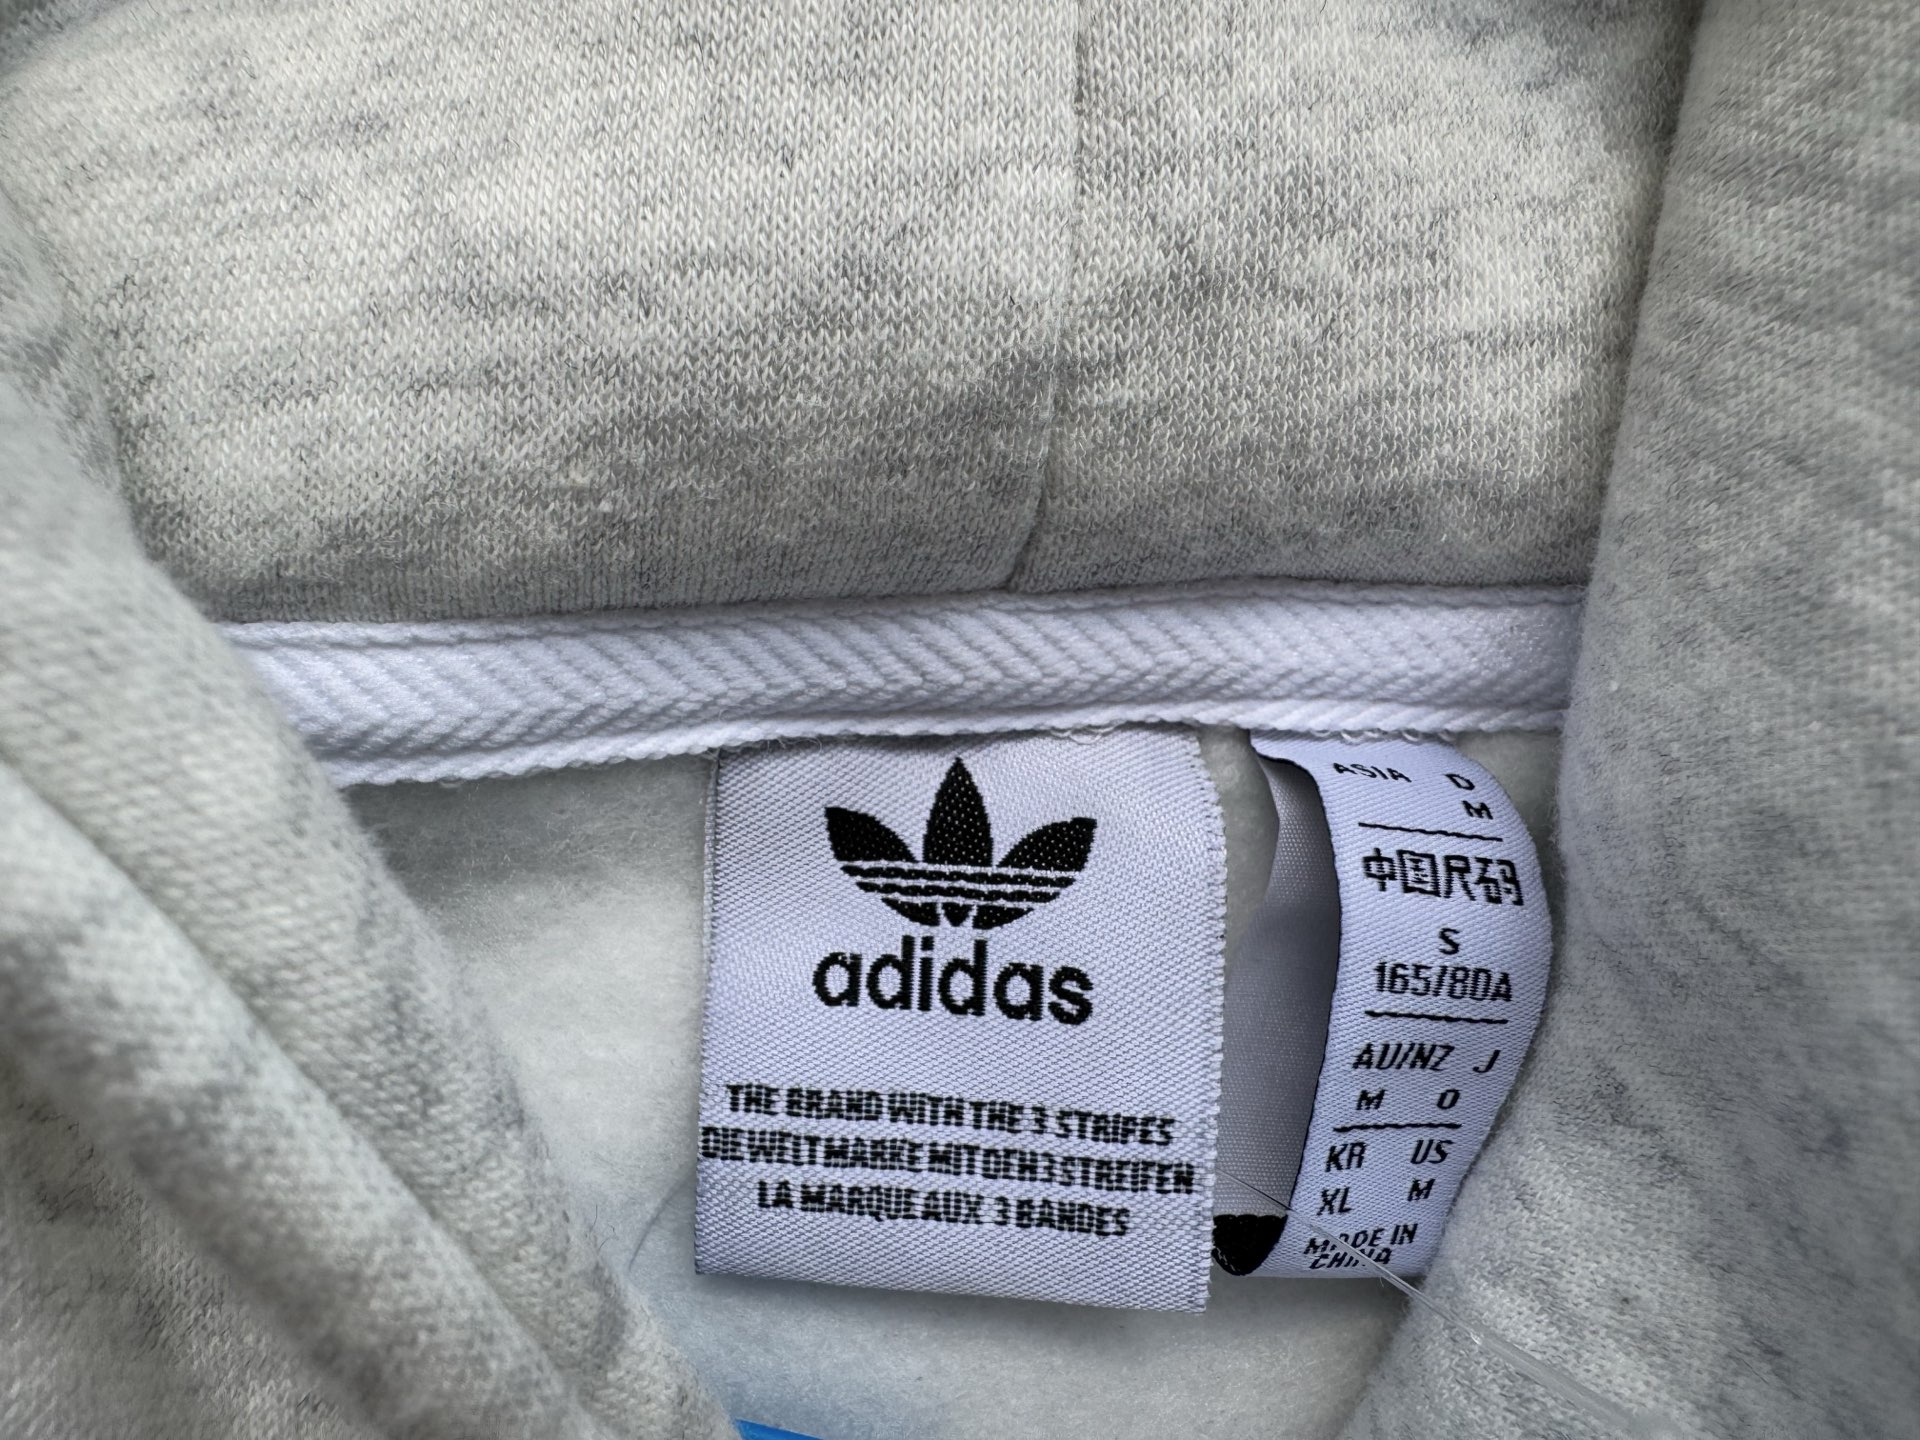 adidas
THE BRAND WITH THE 3 STRIPES
DIE WELTMARKE MIT DEN 3 STREIFEN
LA MARQUE AUX 3 BANDES
ASIA D
M
中国尺码
S
165/80A
AU/NZ J
M O
KR US
XL M
MADE IN
CHINA